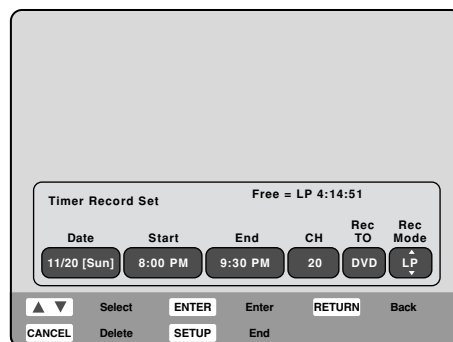 Timer Record Set Free = LP 4:14:51
Date Start End CH Rec TO Rec Mode
11/20 [Sun] 8:00 PM 9:30 PM 20 DVD LP
▲ ▼ Select ENTER Enter RETURN Back
CANCEL Delete SETUP End